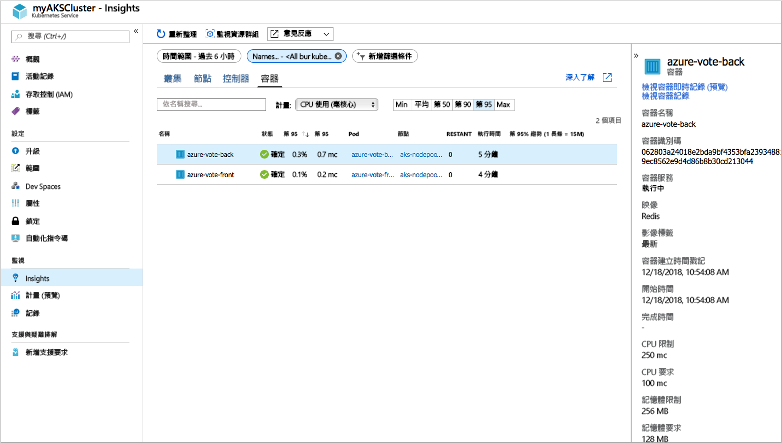 myAKSCluster - Insights
Kubernetes Service
搜尋 (Ctrl+/)
«
概觀
活動記錄
存取控制 (IAM)
標籤
設定
升級
範圍
Dev Spaces
屬性
鎖定
自動化指令碼
監視
Insights
計量 (預覽)
記錄
支援與疑難排解
新增支援要求
重新整理
監視資源群組
意見反應
時間範圍 - 過去 6 小時
Names... - <All bur kube...
新增篩選條件
叢集 節點 控制器 容器
深入了解
依名稱搜尋...
計量: CPU 使用 (毫核心)
Min 平均 第 50 第 90 第 95 Max
2 個項目
名稱 狀態 第 95 ↑↓ 第 95 Pod 節點 RESTANT 執行時間 第 95% 趨勢 (1 長條 = 15M)
azure-vote-back 確定 0.3% 0.7 mc azure-vote-b... aks-nodepoo... 0 5 分鐘
azure-vote-front 確定 0.1% 0.2 mc azure-vote-fr... aks-nodepoo... 0 4 分鐘
»
azure-vote-back
容器
檢視容器即時記錄 (預覽)
檢視容器記錄
容器名稱
azure-vote-back
容器識別碼
062803a24018e2bda9bf4353bfa2393488
9ec8562e9d4d86b8b30cd213044
容器服務
執行中
映像
Redis
影像標籤
最新
容器建立時間戳記
12/18/2018, 10:54:08 AM
開始時間
12/18/2018, 10:54:08 AM
完成時間
-
CPU 限制
250 mc
CPU 要求
100 mc
記憶體限制
256 MB
記憶體要求
128 MB